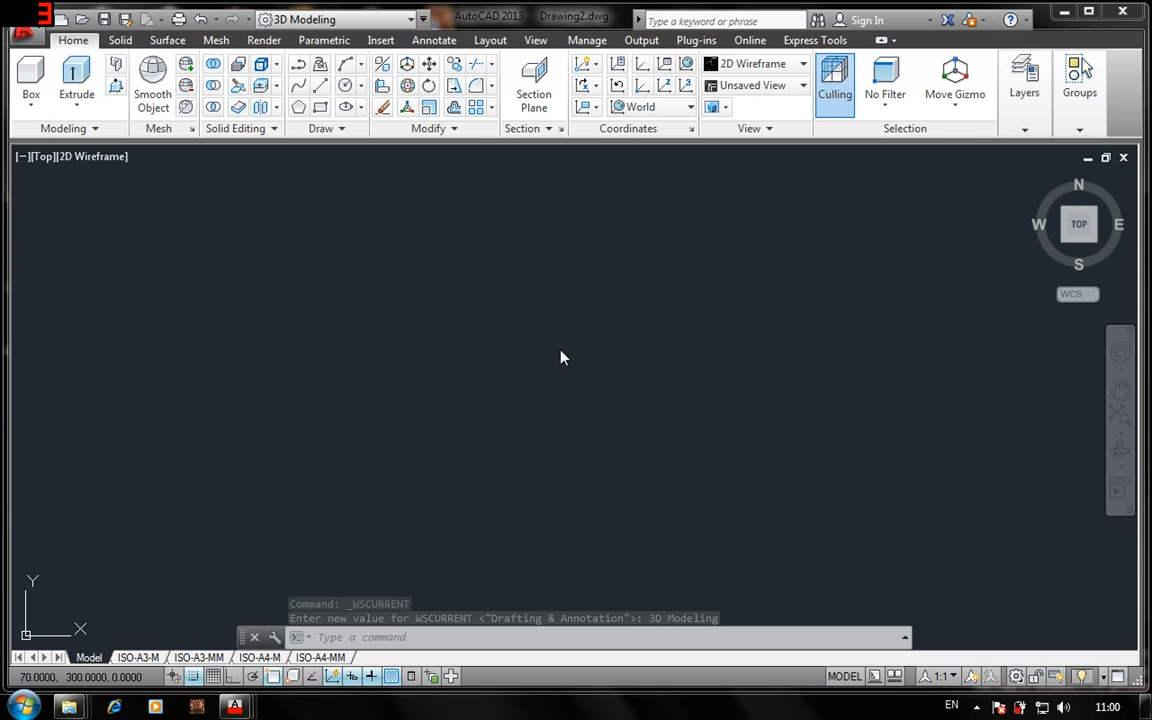 3
3D Modeling
AutoCAD 2013 Drawing2.dwg
Type a keyword or phrase
Sign In
Home Solid Surface Mesh Render Parametric Insert Annotate Layout View Manage Output Plug-ins Online Express Tools
Box
Extrude
Smooth
Object
Section
Plane
World
2D Wireframe
Unsaved View
Culling
No Filter
Move Gizmo
Layers
Groups
Modeling
Mesh
Solid Editing
Draw
Modify
Section
Coordinates
View
Selection
[−][Top][2D Wireframe]
N
W TOP E
S
WCS
Y
X
Command: _WSCURRENT
Enter new value for WSCURRENT <"Drafting & Annotation">: 3D Modeling
Type a command
Model ISO-A3-M ISO-A3-MM ISO-A4-M ISO-A4-MM
70.0000, 300.0000, 0.0000
MODEL
1:1
EN
11:00